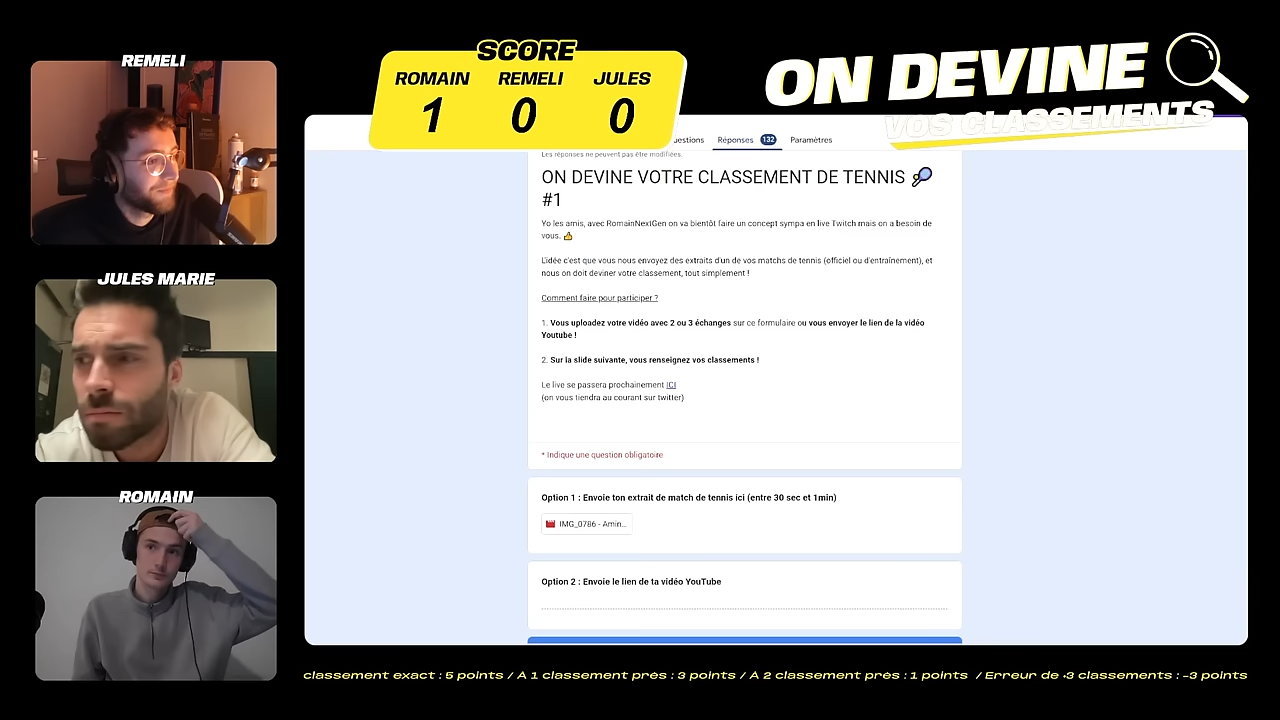 REMELI
JULES MARIE
ROMAIN
SCORE
ROMAIN REMELI JULES
1 0 0
ON DEVINE
VOS CLASSEMENTS
uestions Réponses 132 Paramètres
Les réponses ne peuvent pas être modifiées.
ON DEVINE VOTRE CLASSEMENT DE TENNIS 🎾
#1
Yo les amis, avec RomainNextGen on va bientôt faire un concept sympa en live Twitch mais on a besoin de
vous. 👍
L'idée c'est que vous nous envoyez des extraits d'un de vos matchs de tennis (officiel ou d'entraînement), et
nous on doit deviner votre classement, tout simplement !
Comment faire pour participer ?
1. Vous uploadez votre vidéo avec 2 ou 3 échanges sur ce formulaire ou vous envoyer le lien de la vidéo
Youtube !
2. Sur la slide suivante, vous renseignez vos classements !
Le live se passera prochainement ICI
(on vous tiendra au courant sur twitter)
* Indique une question obligatoire
Option 1 : Envoie ton extrait de match de tennis ici (entre 30 sec et 1min)
IMG_0786 - Amin...
Option 2 : Envoie le lien de ta vidéo YouTube
classement exact : 5 points / À 1 classement près : 3 points / À 2 classement près : 1 points / Erreur de +3 classements : -3 points